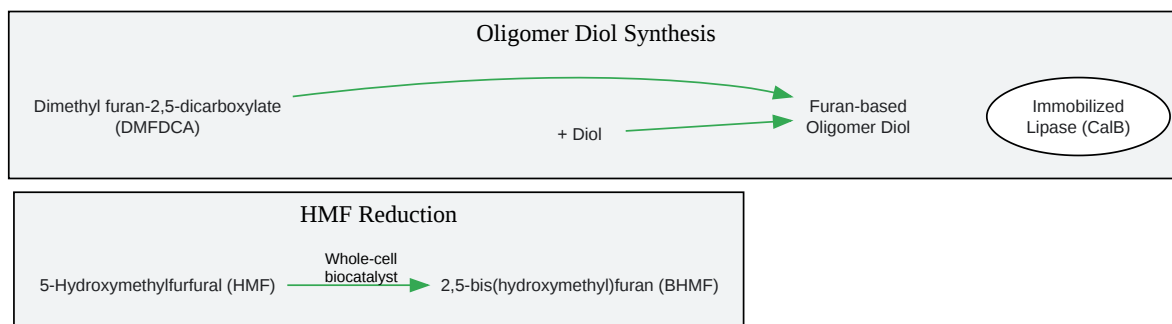 Oligomer Diol Synthesis
Dimethyl furan-2,5-dicarboxylate
(DMFDCA)
+ Diol
Furan-based
Oligomer Diol
Immobilized
Lipase (CalB)
HMF Reduction
5-Hydroxymethylfurfural (HMF)
Whole-cell
biocatalyst
2,5-bis(hydroxymethyl)furan (BHMF)